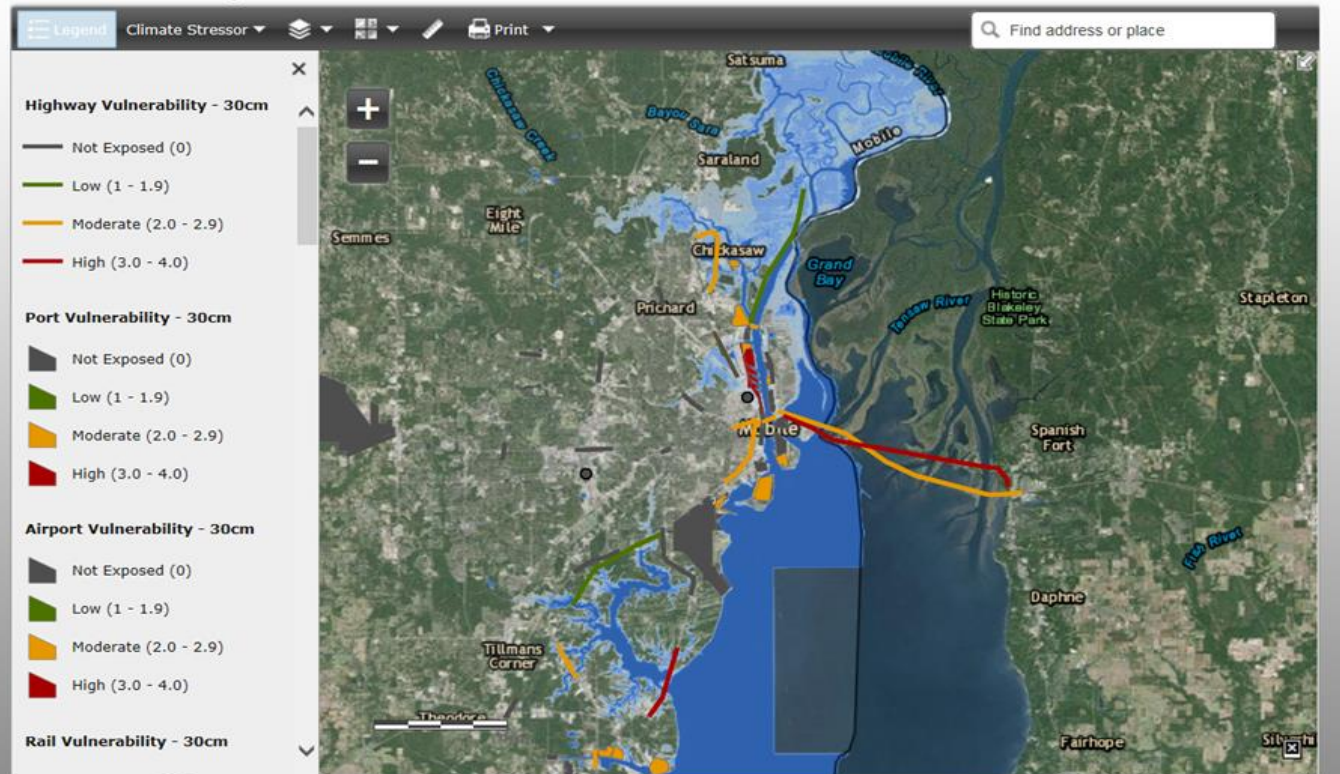 Legend
Climate Stressor
Print
Find address or place
Highway Vulnerability - 30cm
Not Exposed (0)
Low (1 - 1.9)
Moderate (2.0 - 2.9)
High (3.0 - 4.0)
Port Vulnerability - 30cm
Not Exposed (0)
Low (1 - 1.9)
Moderate (2.0 - 2.9)
High (3.0 - 4.0)
Airport Vulnerability - 30cm
Not Exposed (0)
Low (1 - 1.9)
Moderate (2.0 - 2.9)
High (3.0 - 4.0)
Rail Vulnerability - 30cm
Satsuma
Mobile River
Chickasaw Creek
Bayou Sara
Mobile
Saraland
Eight
Mile
Semmes
Chickasaw
Grand
Bay
Prichard
Tensaw River
Historic
Blakeley
State Park
Stapleton
Mobile
Spanish
Fort
Fish River
Daphne
Tillmans
Corner
Theodore
Fairhope